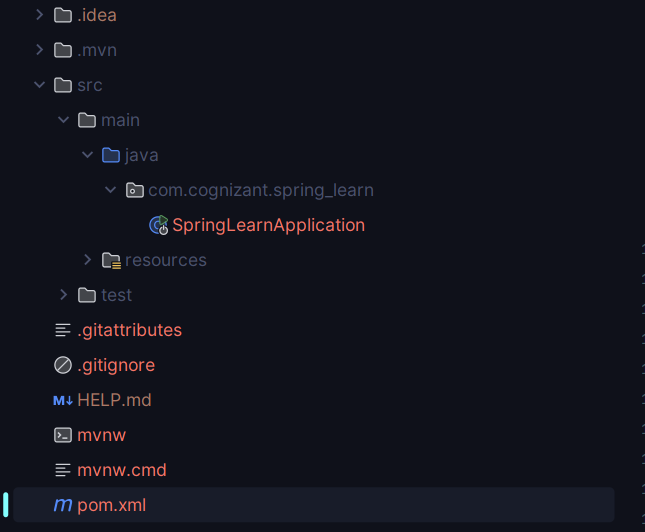 .idea
.mvn
src
main
java
com.cognizant.spring_learn
SpringLearnApplication
resources
test
.gitattributes
.gitignore
M↓ HELP.md
mvnw
mvnw.cmd
m pom.xml